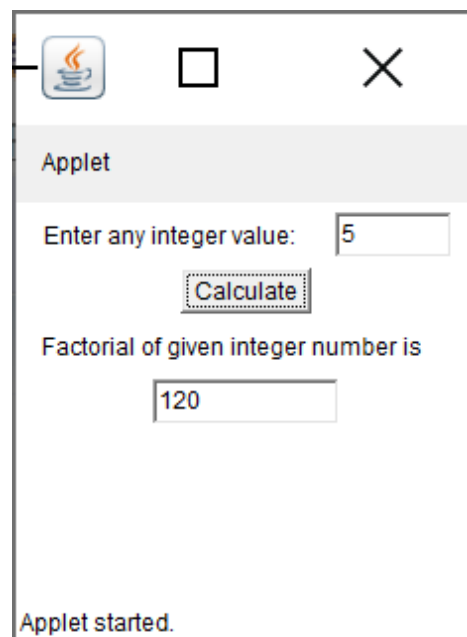 Applet
Enter any integer value: 5
Calculate
Factorial of given integer number is
120
Applet started.